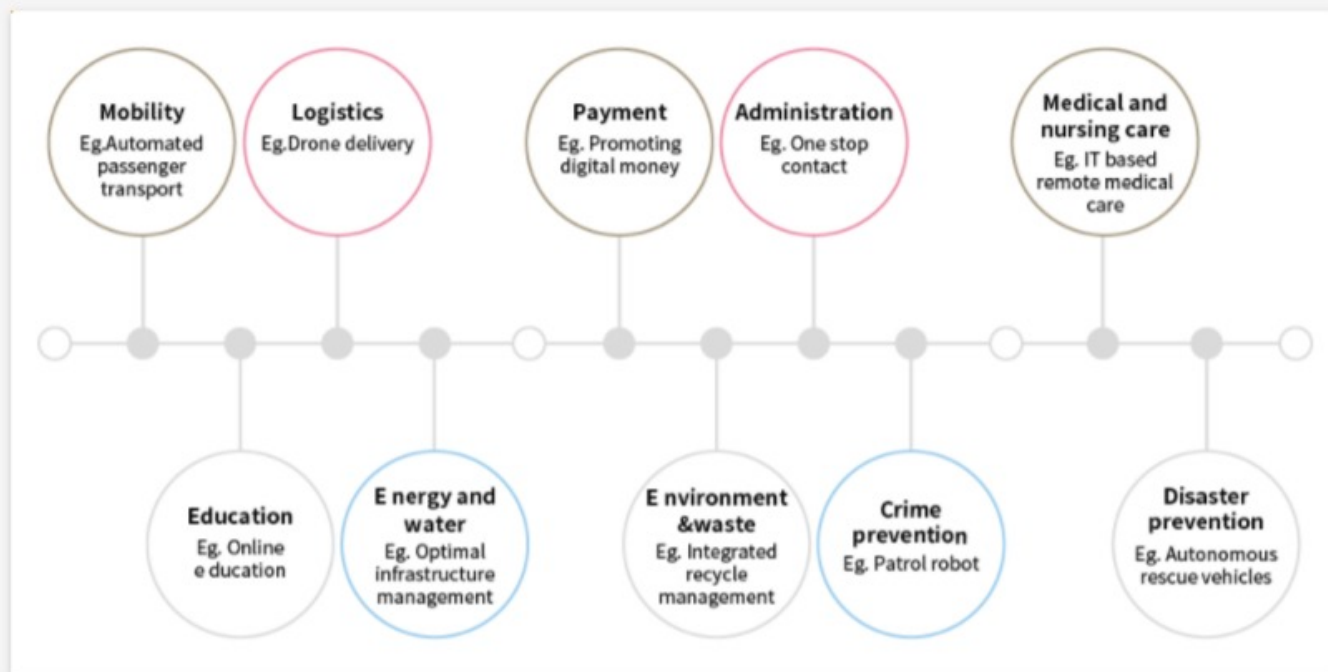 Mobility
Eg.Automated
passenger
transport
Logistics
Eg.Drone delivery
Payment
Eg. Promoting
digital money
Administration
Eg. One stop
contact
Medical and
nursing care
Eg. IT based
remote medical
care
Education
Eg. Online
e ducation
E nergy and
water
Eg. Optimal
infrastructure
management
E nvironment
&waste
Eg. Integrated
recycle
management
Crime
prevention
Eg. Patrol robot
Disaster
prevention
Eg. Autonomous
rescue vehicles